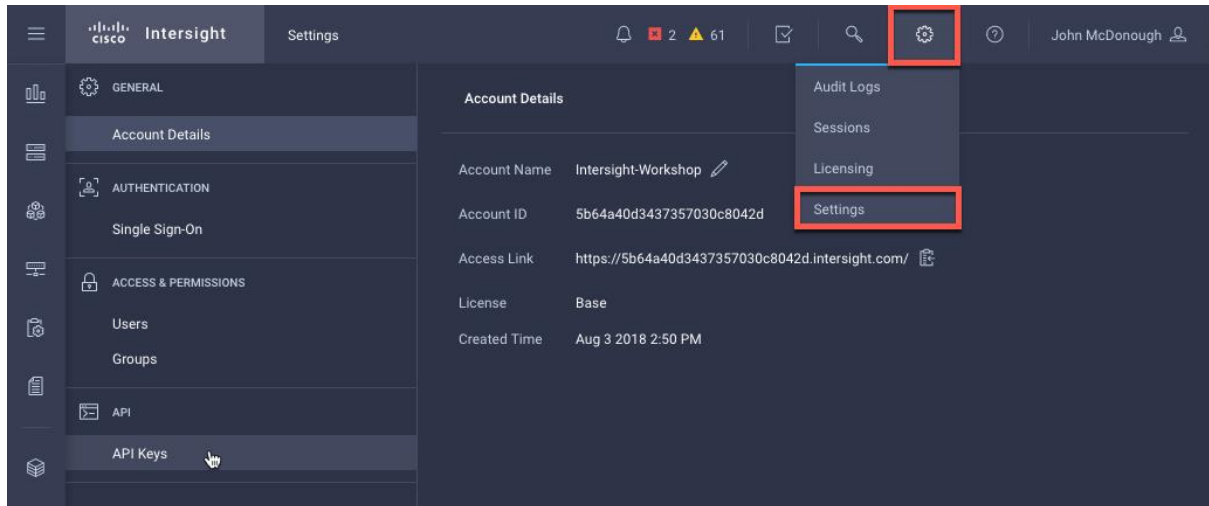 cisco Intersight Settings 2 61 John McDonough
GENERAL
Account Details
AUTHENTICATION
Single Sign-On
ACCESS & PERMISSIONS
Users
Groups
API
API Keys
Account Details
Account Name Intersight-Workshop
Account ID 5b64a40d3437357030c8042d
Access Link https://5b64a40d3437357030c8042d.intersight.com/
License Base
Created Time Aug 3 2018 2:50 PM
Audit Logs
Sessions
Licensing
Settings